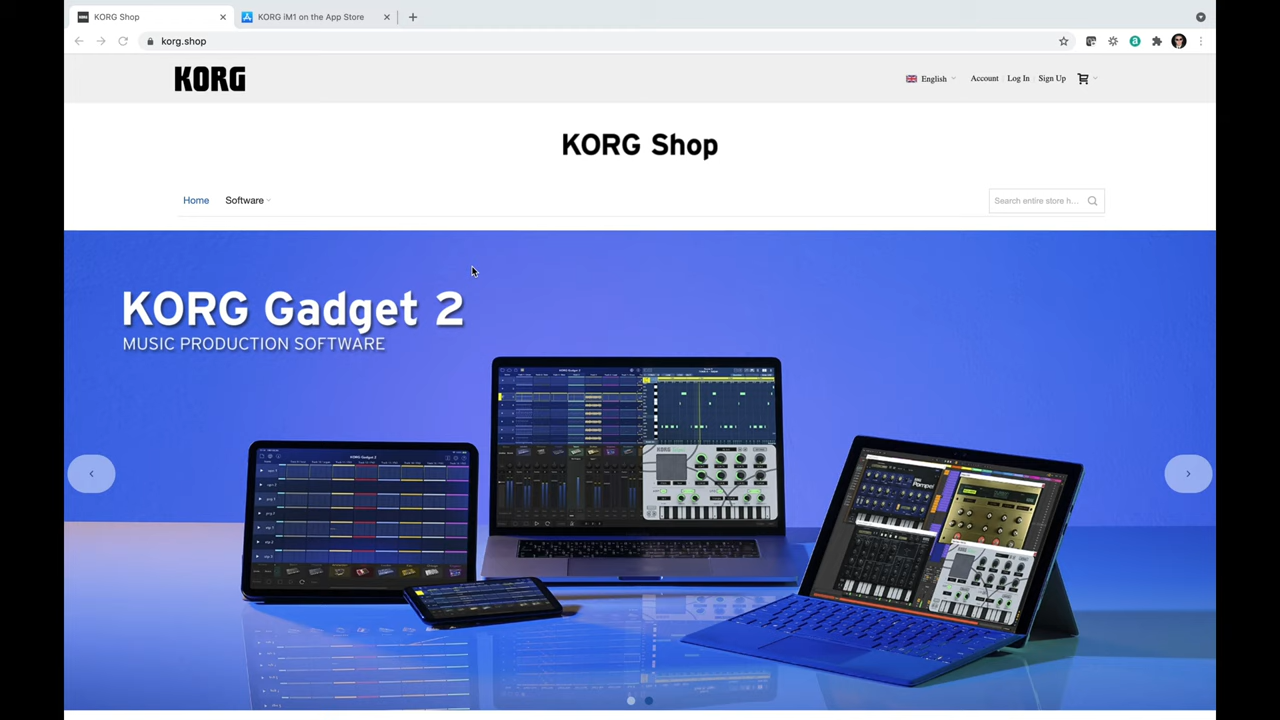 KORG Shop
KORG iM1 on the App Store
korg.shop
KORG
English
Account
Log In
Sign Up
KORG Shop
Home
Software
Search entire store h...
KORG Gadget 2
MUSIC PRODUCTION SOFTWARE